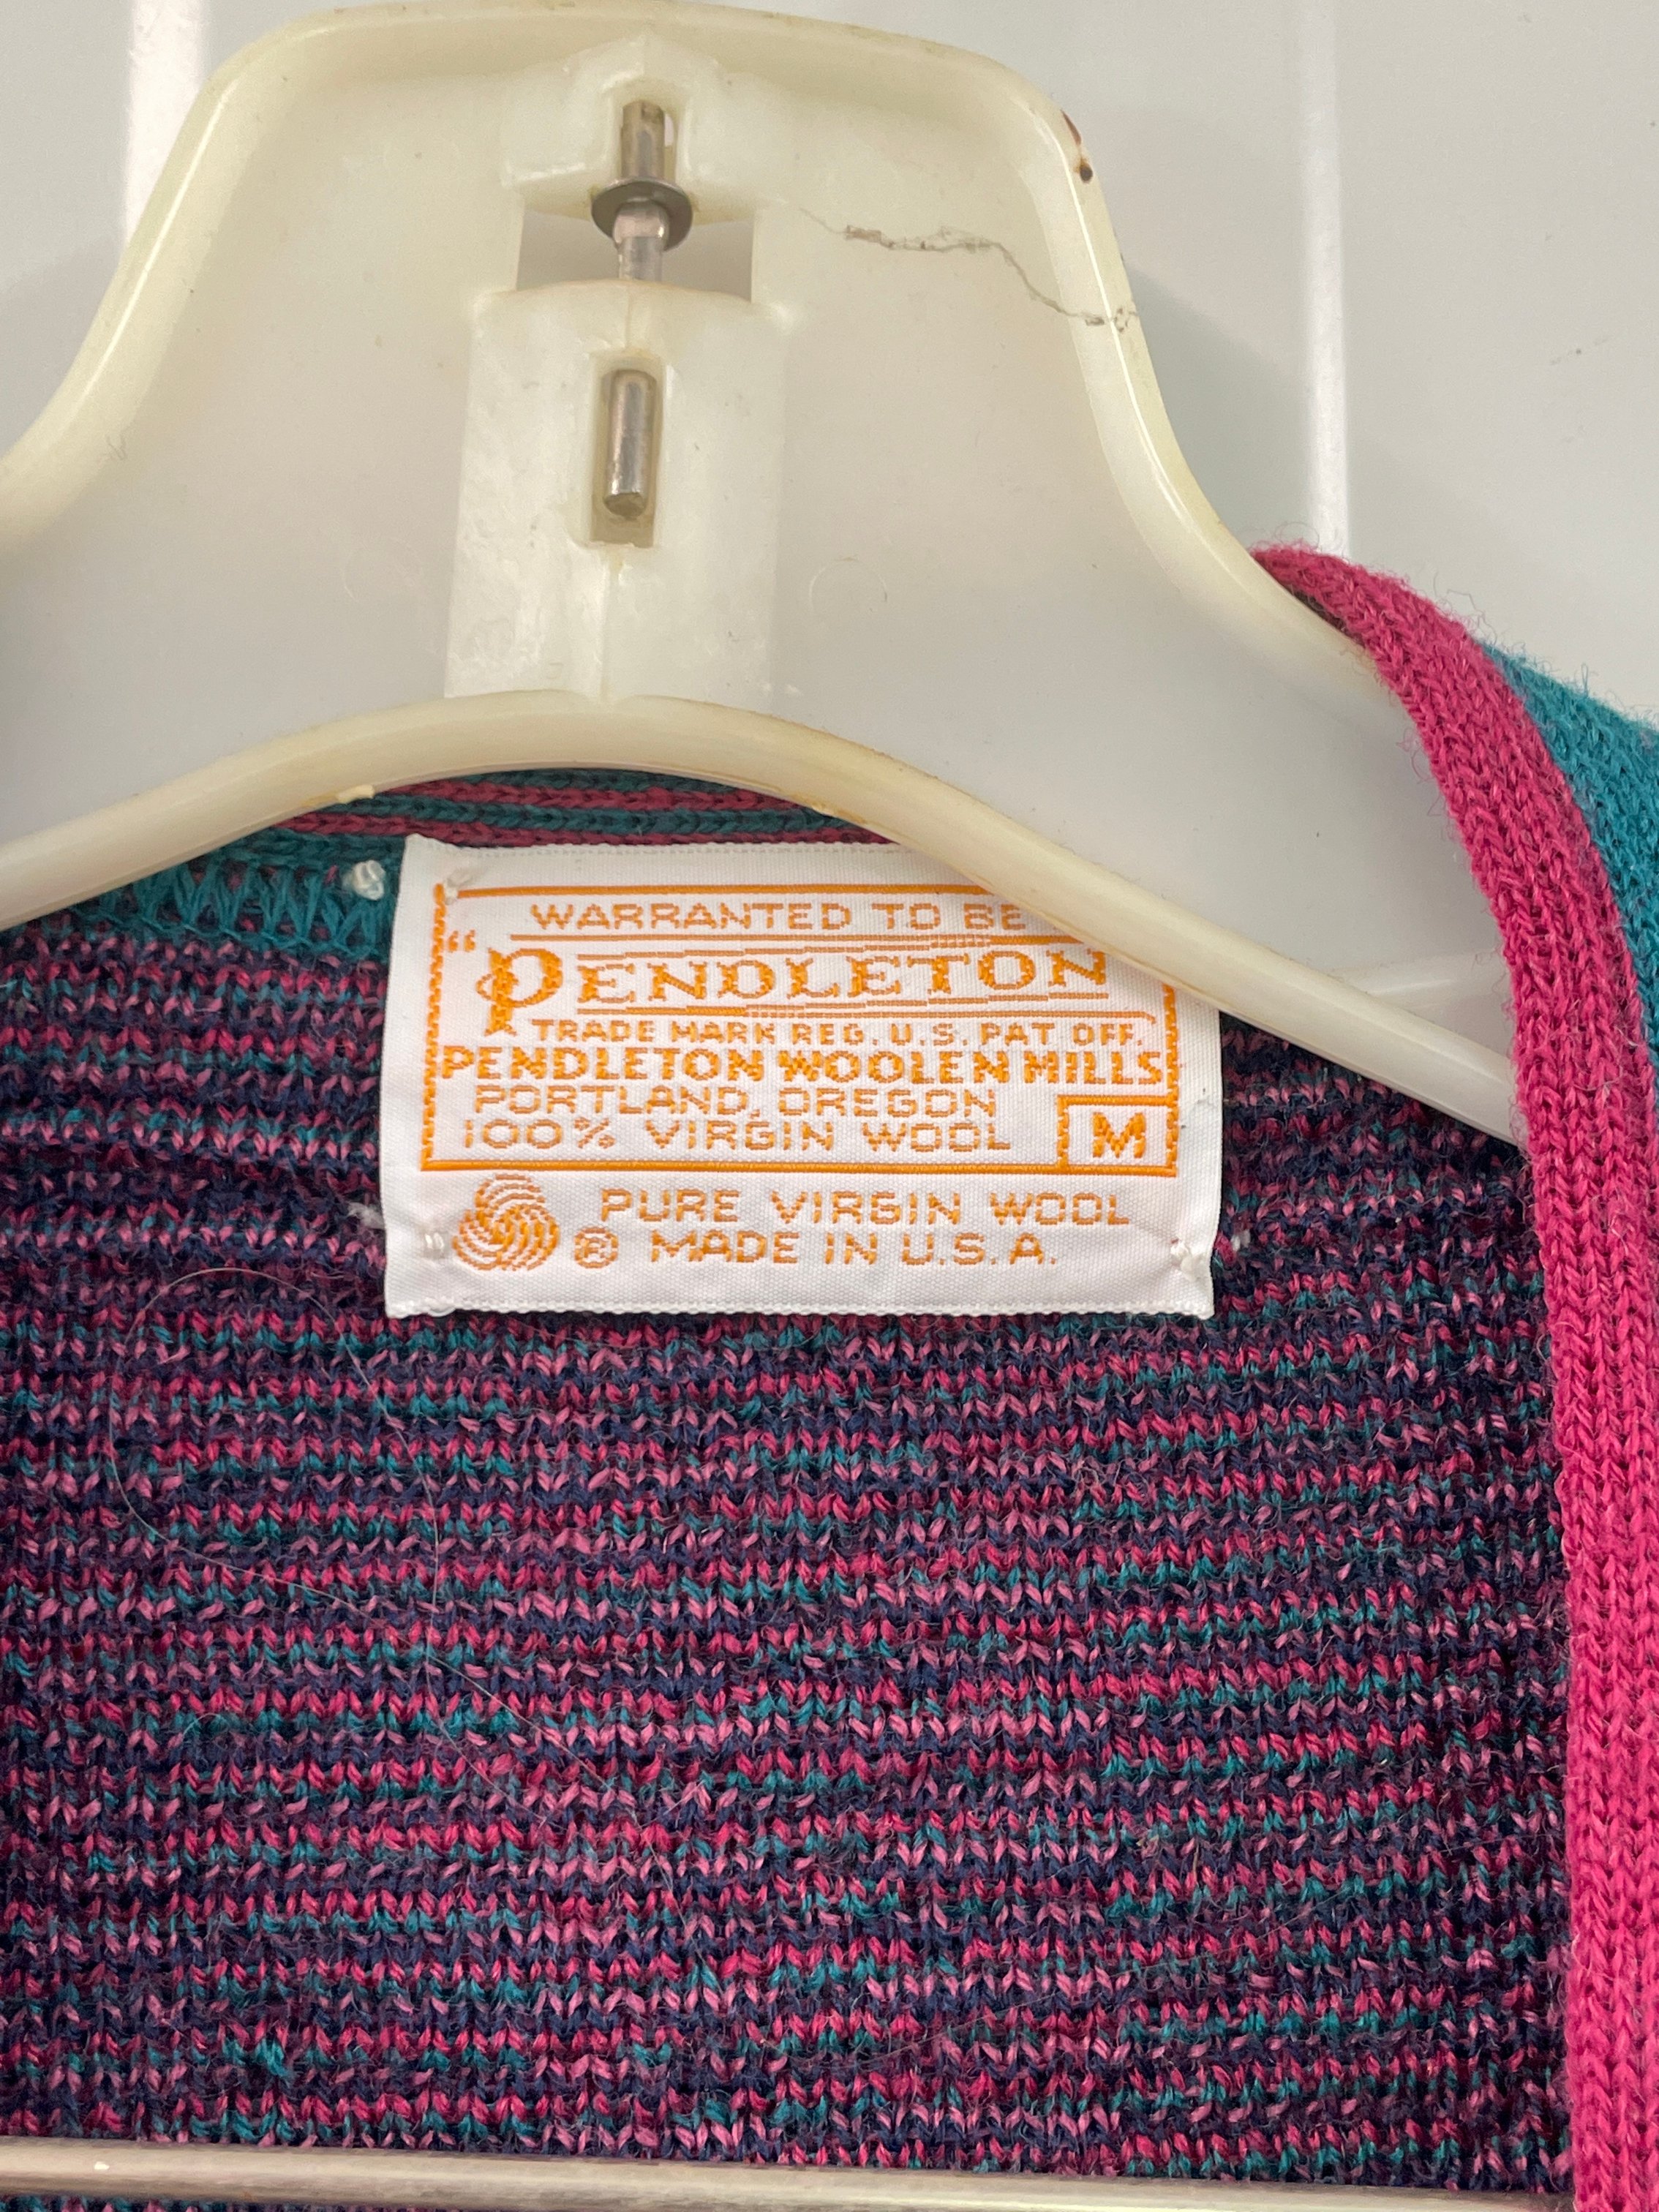 WARRANTED TO BE
"PENDLETON
TRADE MARK REG. U.S. PAT OFF.
PENDLETON WOOLEN MILLS
PORTLAND, OREGON
100% VIRGIN WOOL
M
PURE VIRGIN WOOL
® MADE IN U.S.A.